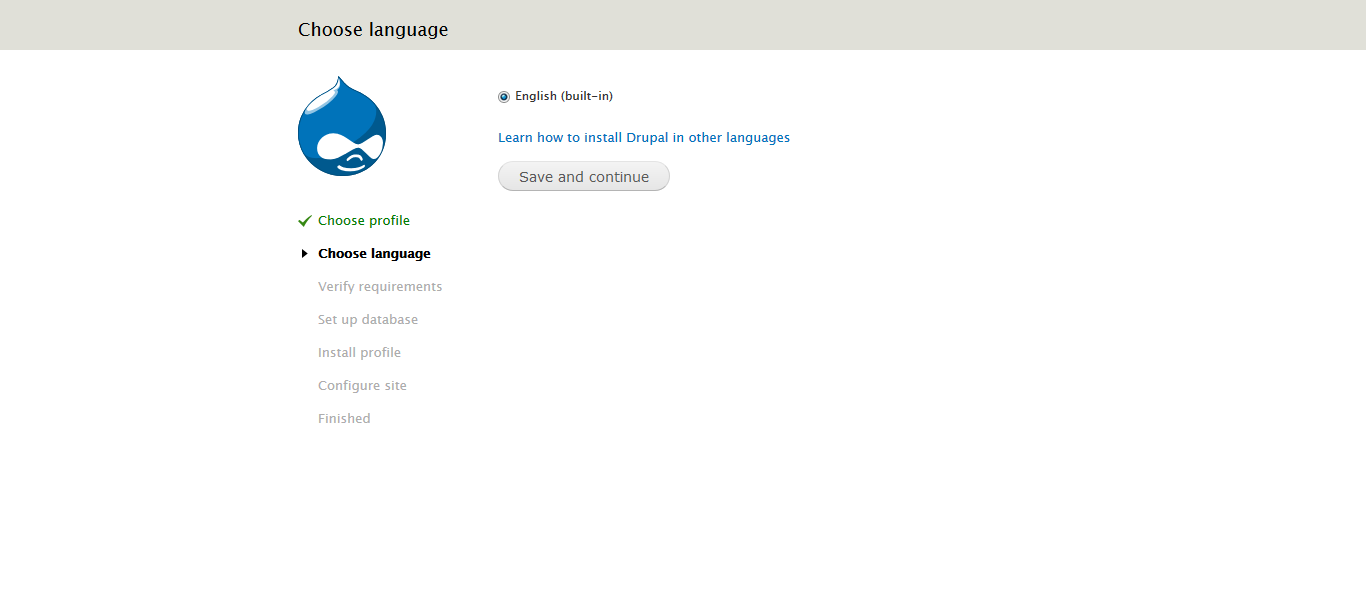 Choose language
English (built-in)
Learn how to install Drupal in other languages
Save and continue
Choose profile
Choose language
Verify requirements
Set up database
Install profile
Configure site
Finished